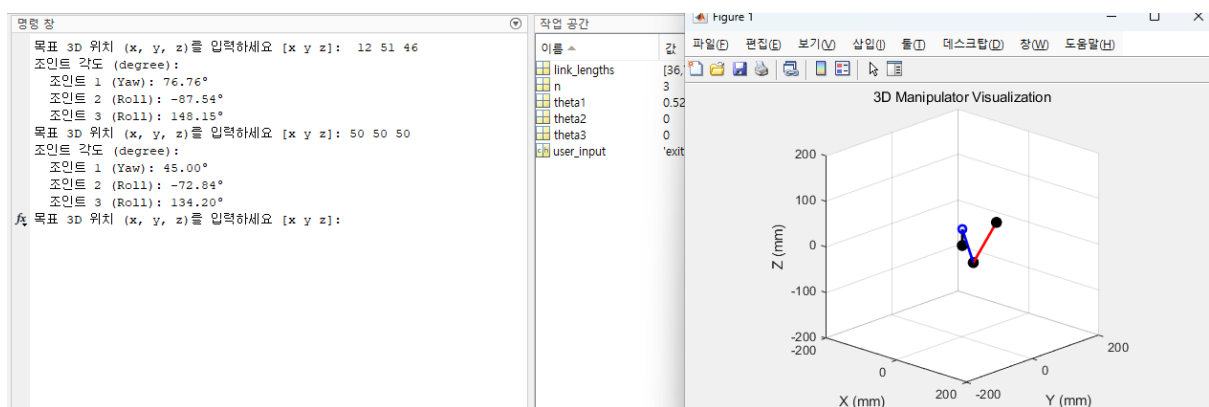 명령 창
목표 3D 위치 (x, y, z)를 입력하세요 [x y z]:  12 51 46
조인트 각도 (degree):
조인트 1 (Yaw): 76.76°
조인트 2 (Roll): -87.54°
조인트 3 (Roll): 148.15°
목표 3D 위치 (x, y, z)를 입력하세요 [x y z]: 50 50 50
조인트 각도 (degree):
조인트 1 (Yaw): 45.00°
조인트 2 (Roll): -72.84°
조인트 3 (Roll): 134.20°
fx 목표 3D 위치 (x, y, z)를 입력하세요 [x y z]:
작업 공간
이름 값
link_lengths [36,
n 3
theta1 0.52
theta2 0
theta3 0
ch user_input 'exit
Figure 1
파일(F) 편집(E) 보기(V) 삽입(I) 툴(T) 데스크탑(D) 창(W) 도움말(H)
3D Manipulator Visualization
200
100
0
-100
-200
Z (mm)
-200
0
200
X (mm)
-200
0
200
Y (mm)